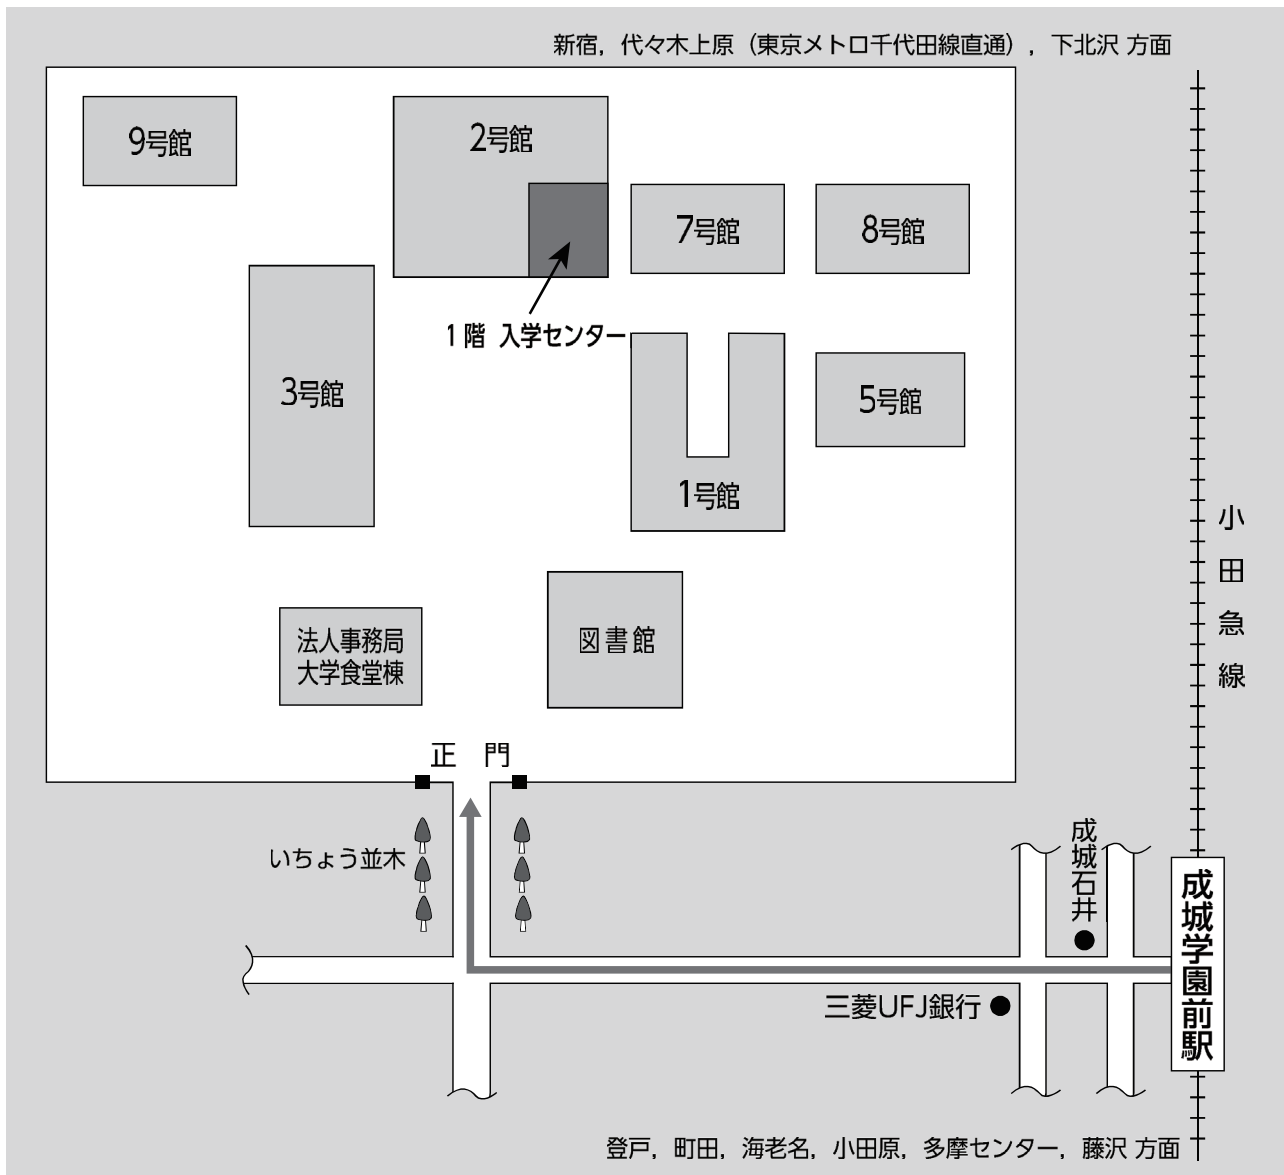 新宿，代々木上原（東京メトロ千代田線直通），下北沢 方面
9号館
2号館
7号館
8号館
1階 入学センター
3号館
5号館
1号館
小田急線
法人事務局
大学食堂棟
図書館
正 門
いちょう並木
成城石井
成城学園前駅
三菱UFJ銀行
登戸，町田，海老名，小田原，多摩センター，藤沢 方面